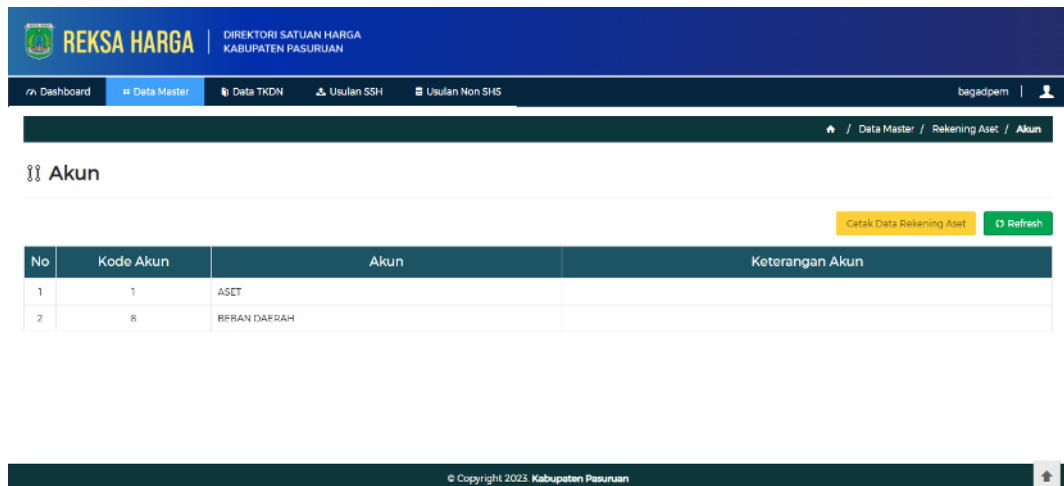 REKSA HARGA | DIREKTORI SATUAN HARGA
KABUPATEN PASURUAN
Dashboard Data Master Data TKDN Usulan SSH Usulan Non SHS bagadpem |
/ Data Master / Rekening Aset / Akun
Akun
Cetak Data Rekening Aset Refresh
No Kode Akun Akun Keterangan Akun
1 1 ASET
2 8 BEBAN DAERAH
© Copyright 2023. Kabupaten Pasuruan